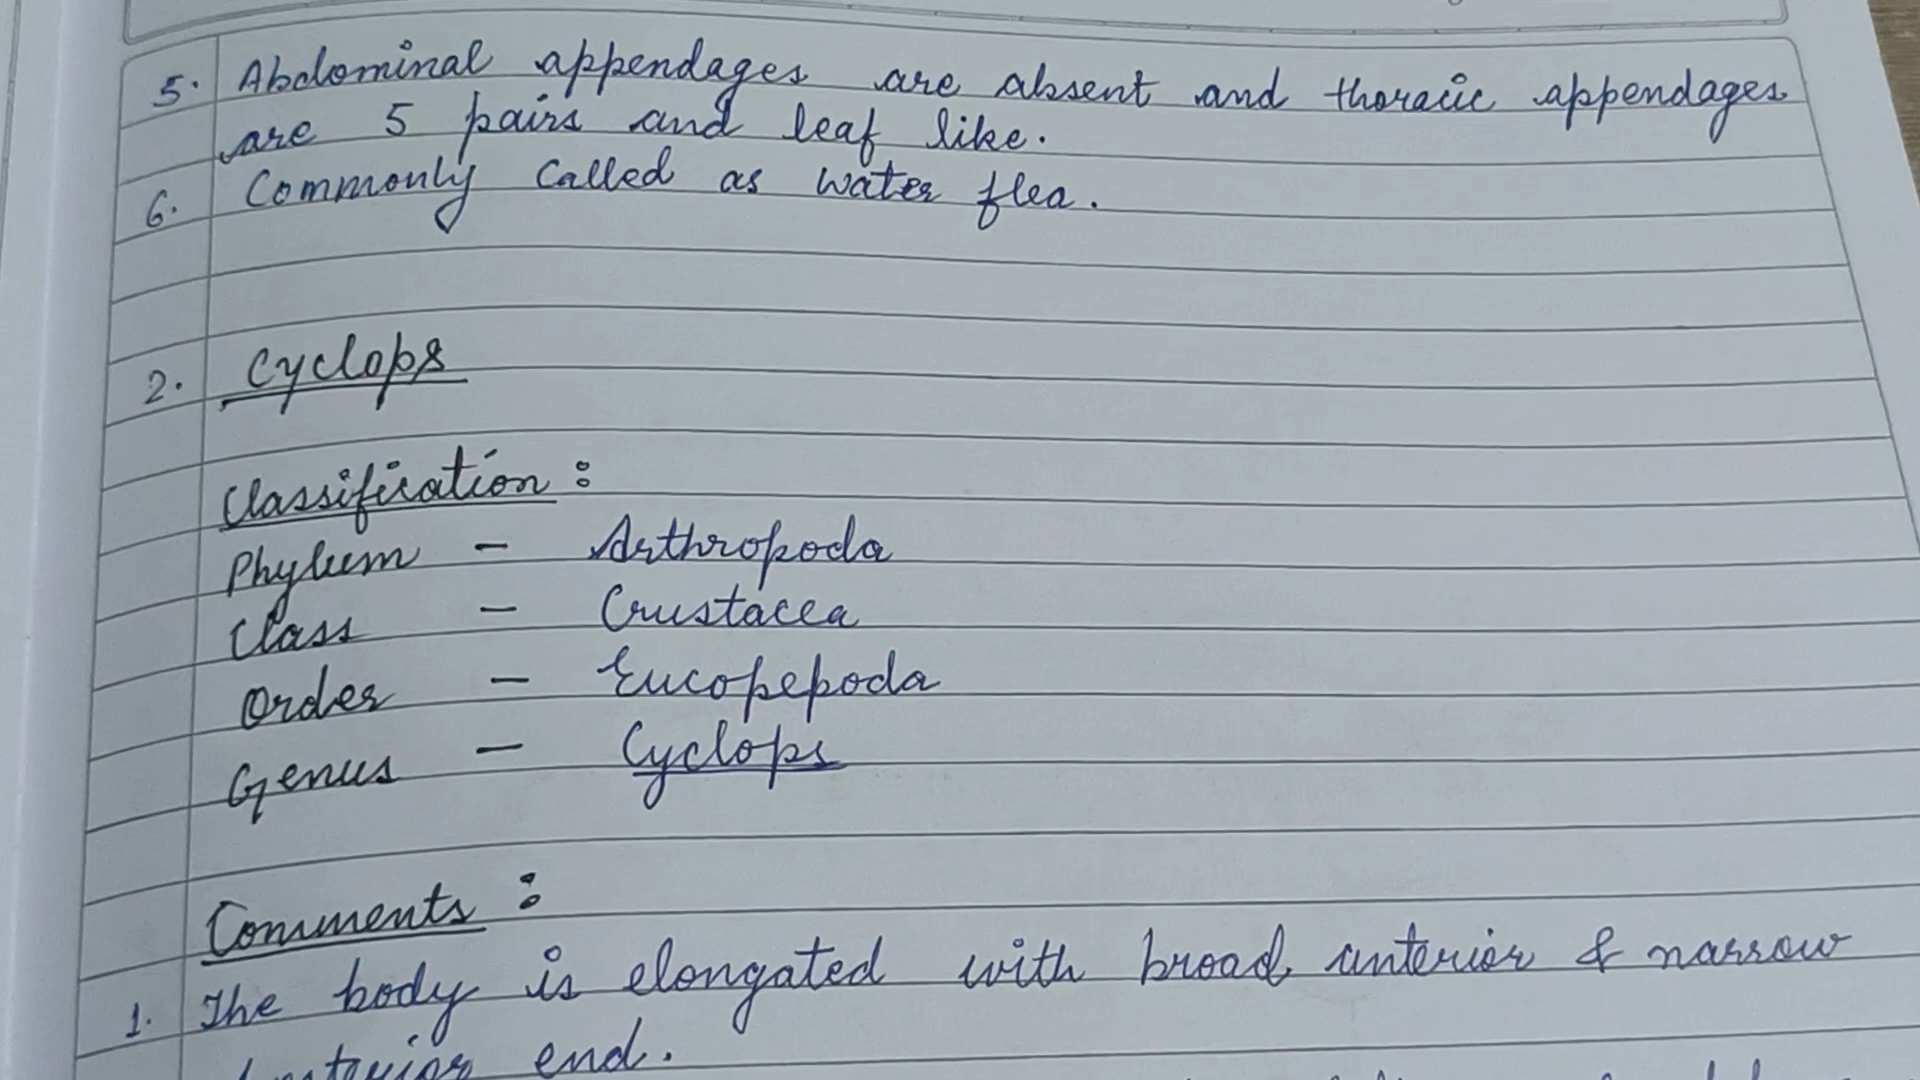 5. Abdominal appendages are absent and thoracic appendages
are 5 pairs and leaf like.
6. Commonly called as water flea.
2. Cyclops
Classification :
Phylum - Arthropoda
Class - Crustacea
Order - Eucopepoda
Genus - Cyclops
Comments :
1. The body is elongated with broad anterior & narrow
posterior end.